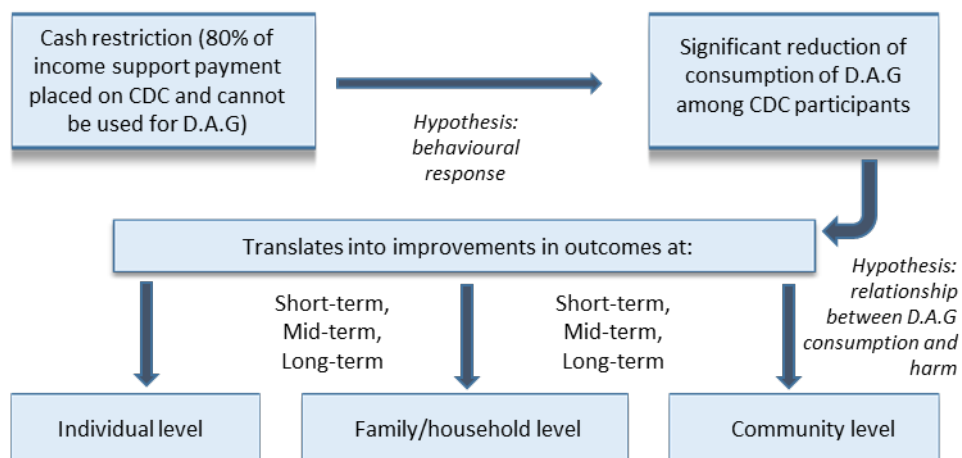 Cash restriction (80% of
income support payment
placed on CDC and cannot
be used for D.A.G)
Hypothesis:
behavioural
response
Significant reduction of
consumption of D.A.G
among CDC participants
Translates into improvements in outcomes at:
Hypothesis:
relationship
between D.A.G
consumption and
harm
Short-term,
Mid-term,
Long-term
Short-term,
Mid-term,
Long-term
Individual level
Family/household level
Community level